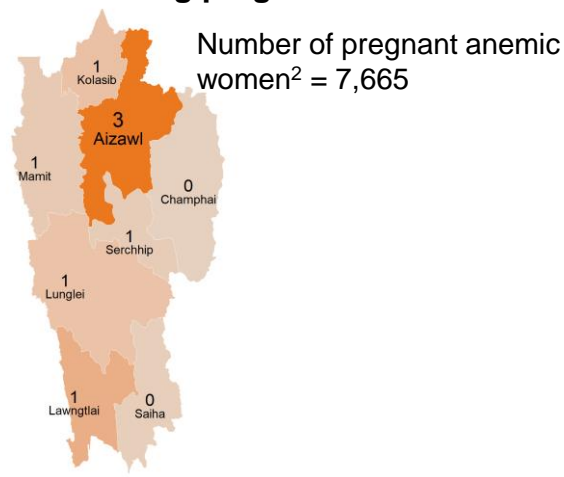 Number of pregnant anemic
women² = 7,665
1
Kolasib
3
Aizawl
1
Mamit
0
Champhai
1
Serchhip
1
Lunglei
1
Lawngtlai
0
Saiha